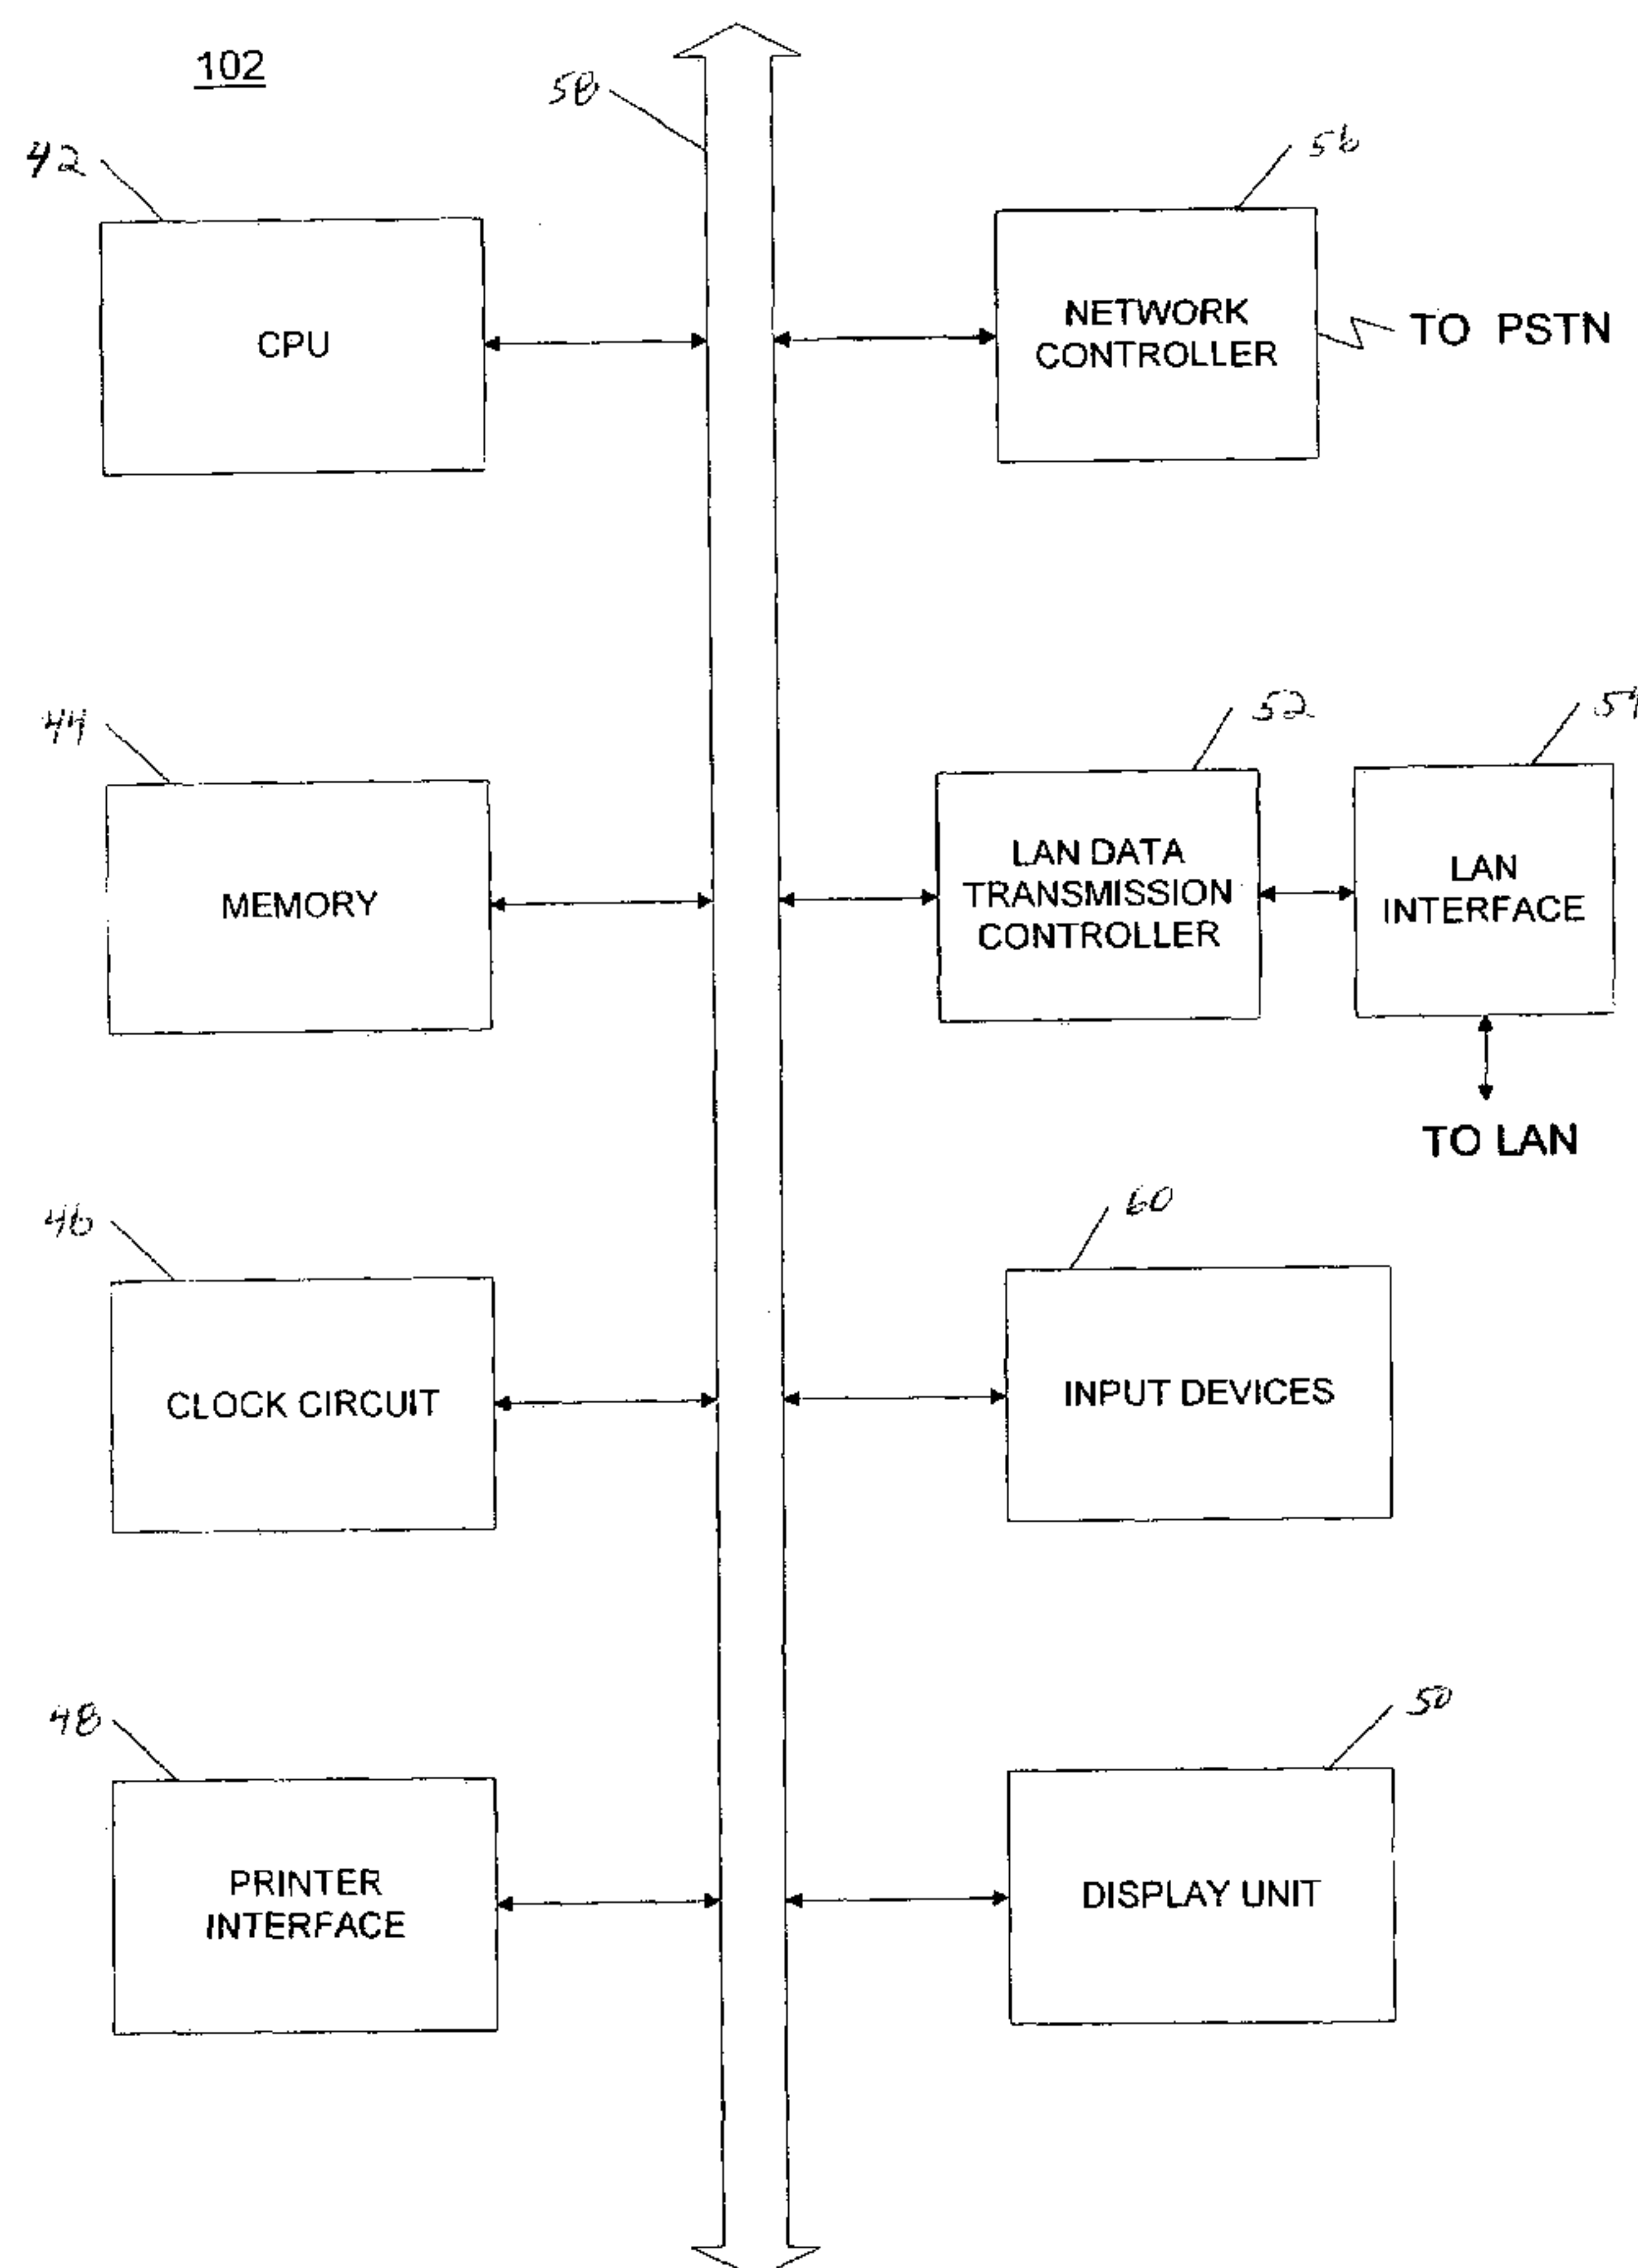 102
58
42
56
CPU
NETWORK
CONTROLLER
TO PSTN
44
52
54
MEMORY
LAN DATA
TRANSMISSION
CONTROLLER
LAN
INTERFACE
TO LAN
46
60
CLOCK CIRCUIT
INPUT DEVICES
48
50
PRINTER
INTERFACE
DISPLAY UNIT